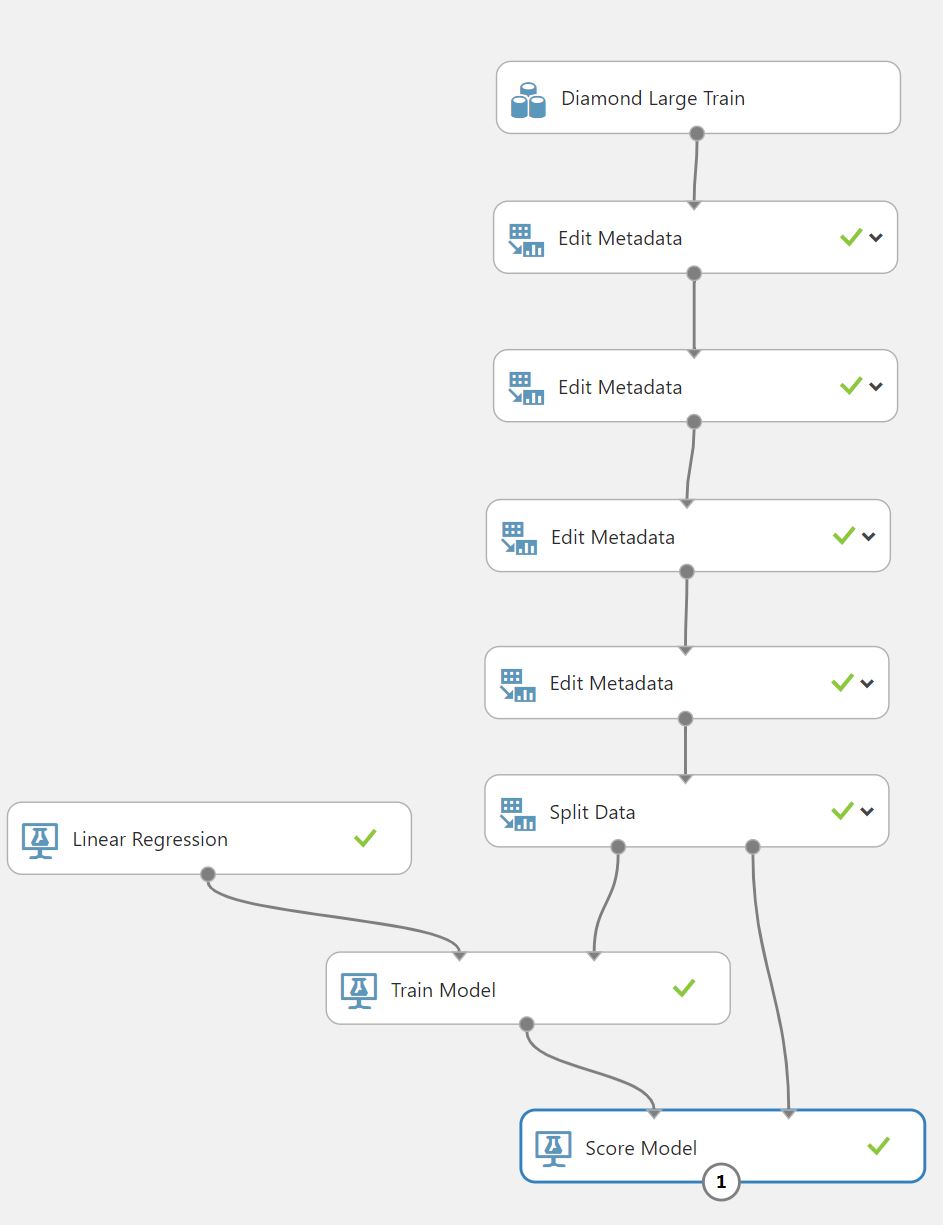 Diamond Large Train
Edit Metadata
Edit Metadata
Edit Metadata
Edit Metadata
Split Data
Linear Regression
Train Model
Score Model
1